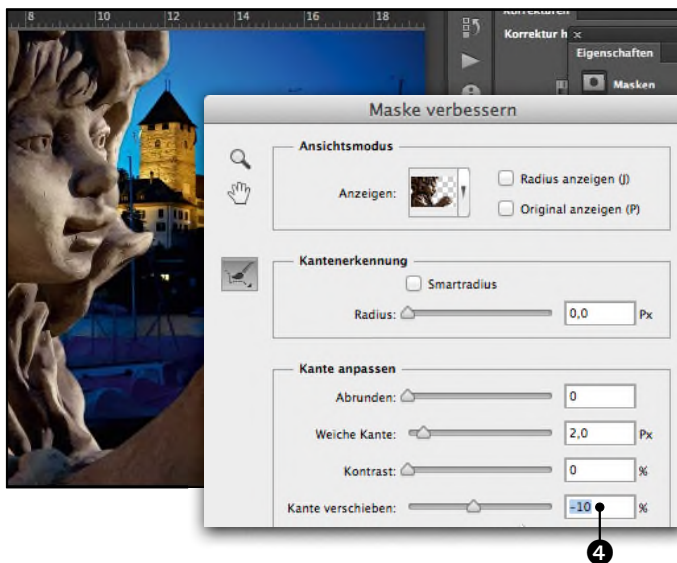 8 10 12 14 16 18
Korrekturen
Korrektur h
Eigenschaften
Masken
Maske verbessern
Ansichtsmodus
Anzeigen:
Radius anzeigen (J)
Original anzeigen (P)
Kantenerkennung
Smartradius
Radius: 0,0 Px
Kante anpassen
Abrunden: 0
Weiche Kante: 2,0 Px
Kontrast: 0 %
Kante verschieben: -10 %
4